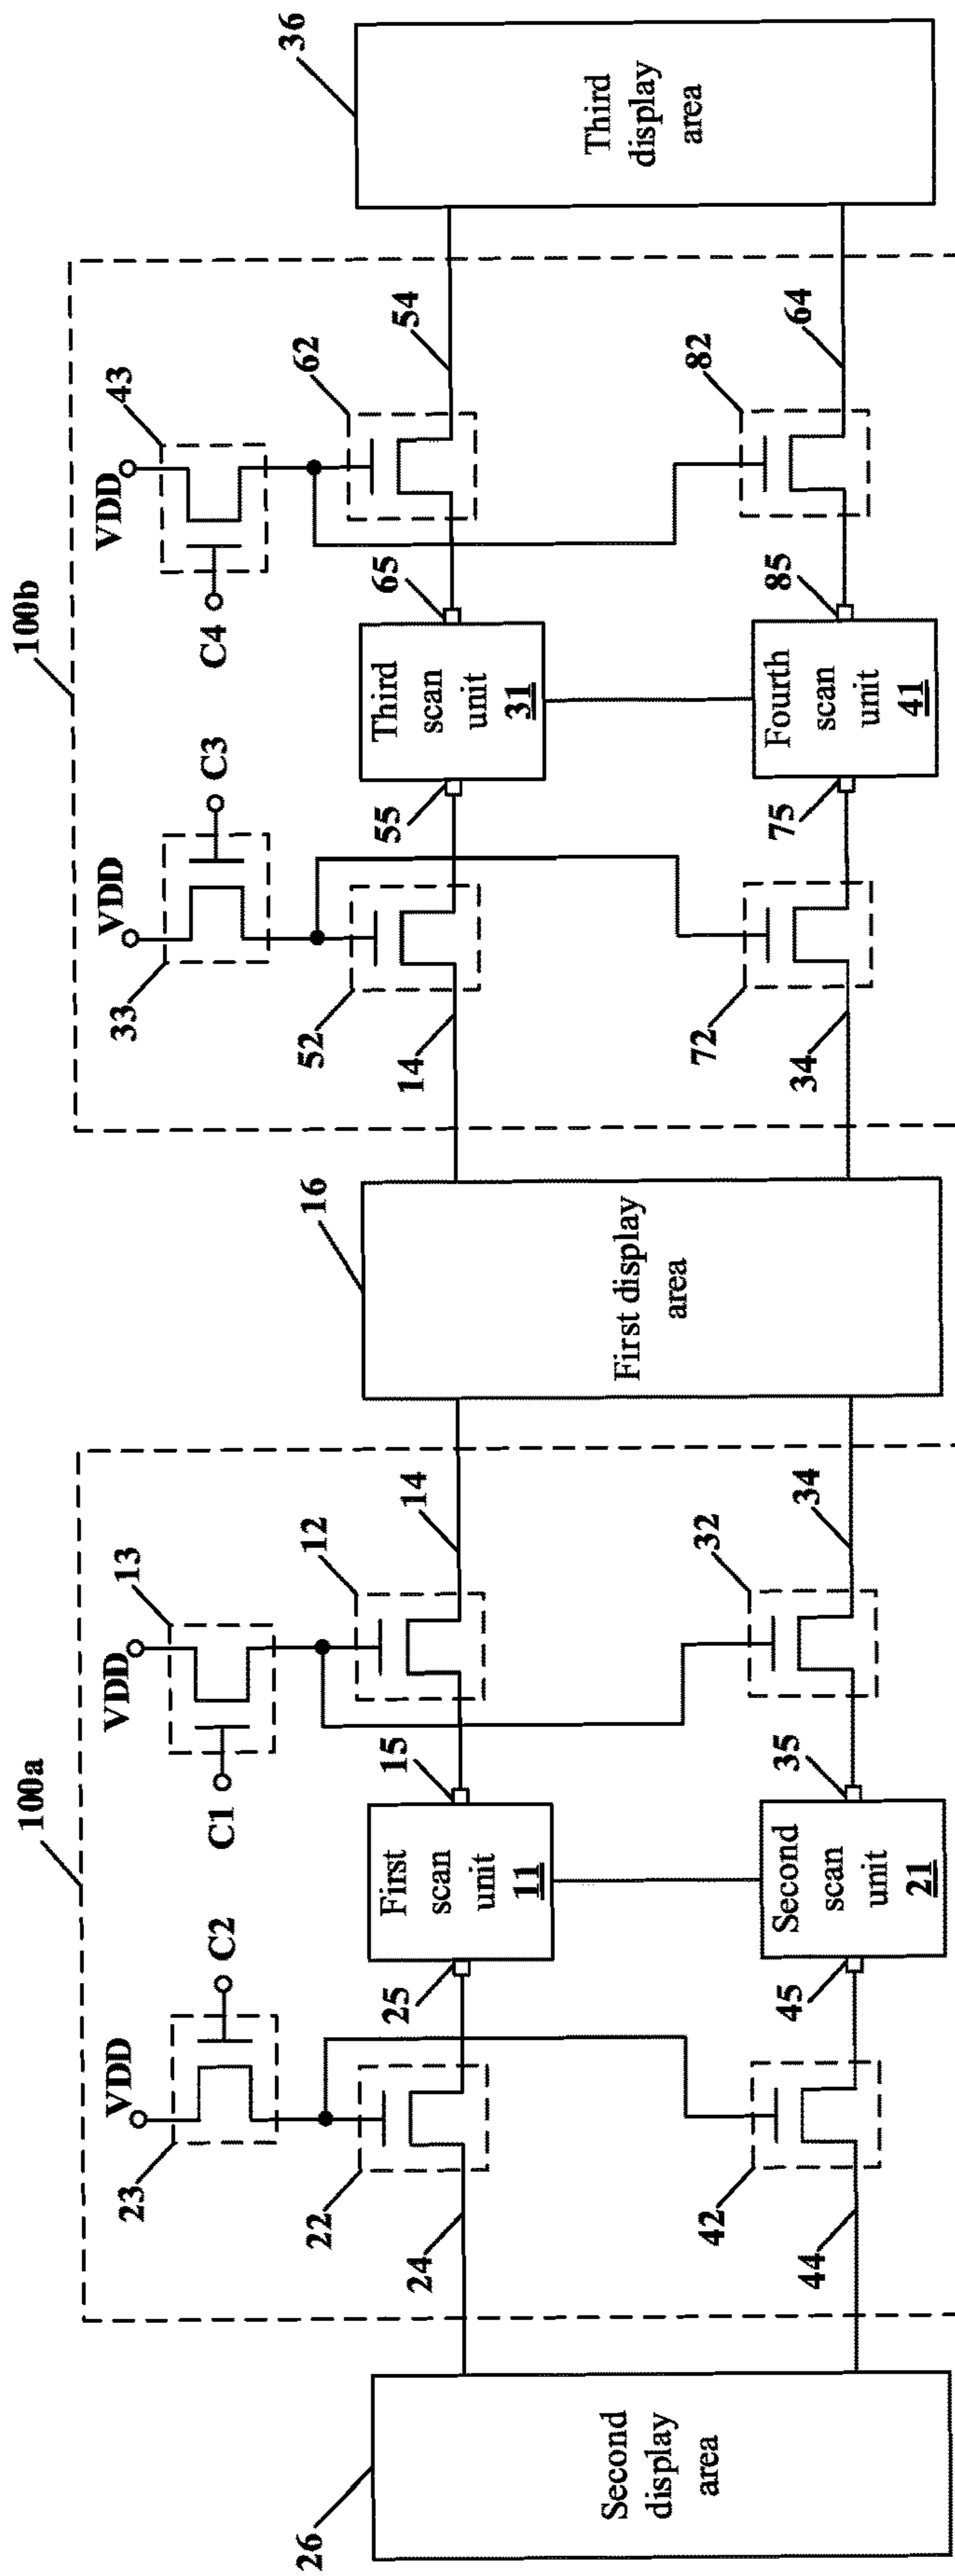 100a
100b
VDD
23
C2
C1
VDD
13
VDD
33
C3
C4
VDD
43
26
Second
display
area
24
22
25
First
scan
unit
11
15
12
14
16
First display
area
14
52
55
Third
scan
unit
31
65
62
54
36
Third
display
area
44
42
45
Second
scan
unit
21
35
32
34
34
72
75
Fourth
scan
unit
41
85
82
64